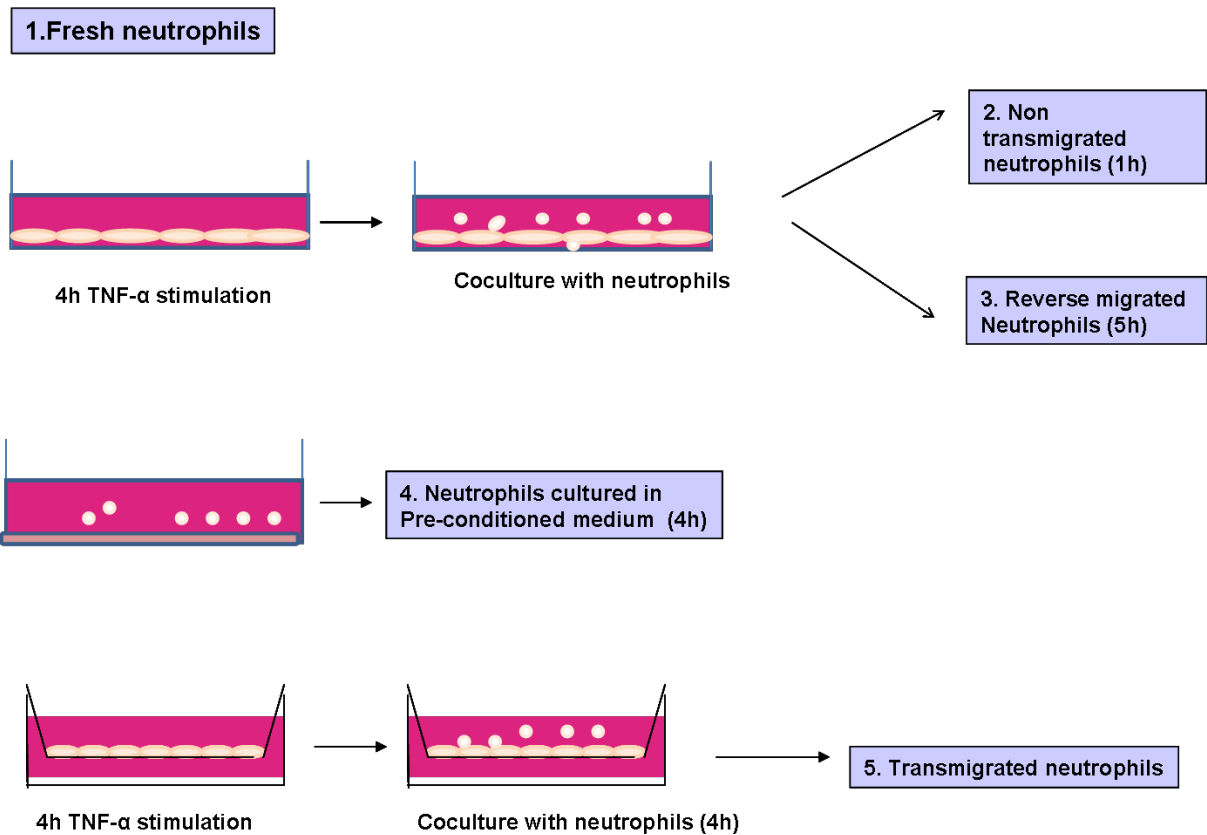 1.Fresh neutrophils
2. Non
transmigrated
neutrophils (1h)
4h TNF-α stimulation
Coculture with neutrophils
3. Reverse migrated
Neutrophils (5h)
4. Neutrophils cultured in
Pre-conditioned medium (4h)
4h TNF-α stimulation
Coculture with neutrophils (4h)
5. Transmigrated neutrophils